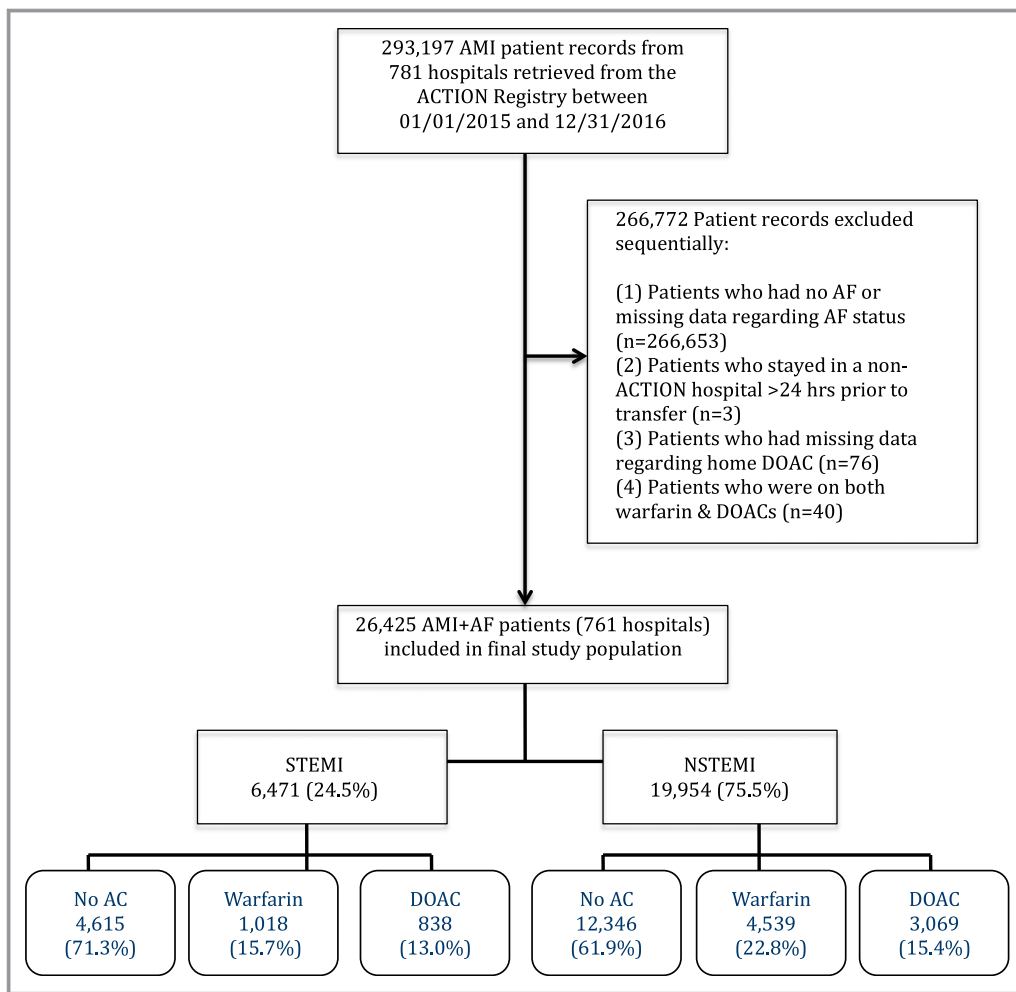 293,197 AMI patient records from
781 hospitals retrieved from the
ACTION Registry between
01/01/2015 and 12/31/2016
266,772 Patient records excluded
sequentially:
(1) Patients who had no AF or
missing data regarding AF status
(n=266,653)
(2) Patients who stayed in a non-
ACTION hospital >24 hrs prior to
transfer (n=3)
(3) Patients who had missing data
regarding home DOAC (n=76)
(4) Patients who were on both
warfarin & DOACs (n=40)
26,425 AMI+AF patients (761 hospitals)
included in final study population
STEMI
6,471 (24.5%)
NSTEMI
19,954 (75.5%)
No AC
4,615
(71.3%)
Warfarin
1,018
(15.7%)
DOAC
838
(13.0%)
No AC
12,346
(61.9%)
Warfarin
4,539
(22.8%)
DOAC
3,069
(15.4%)